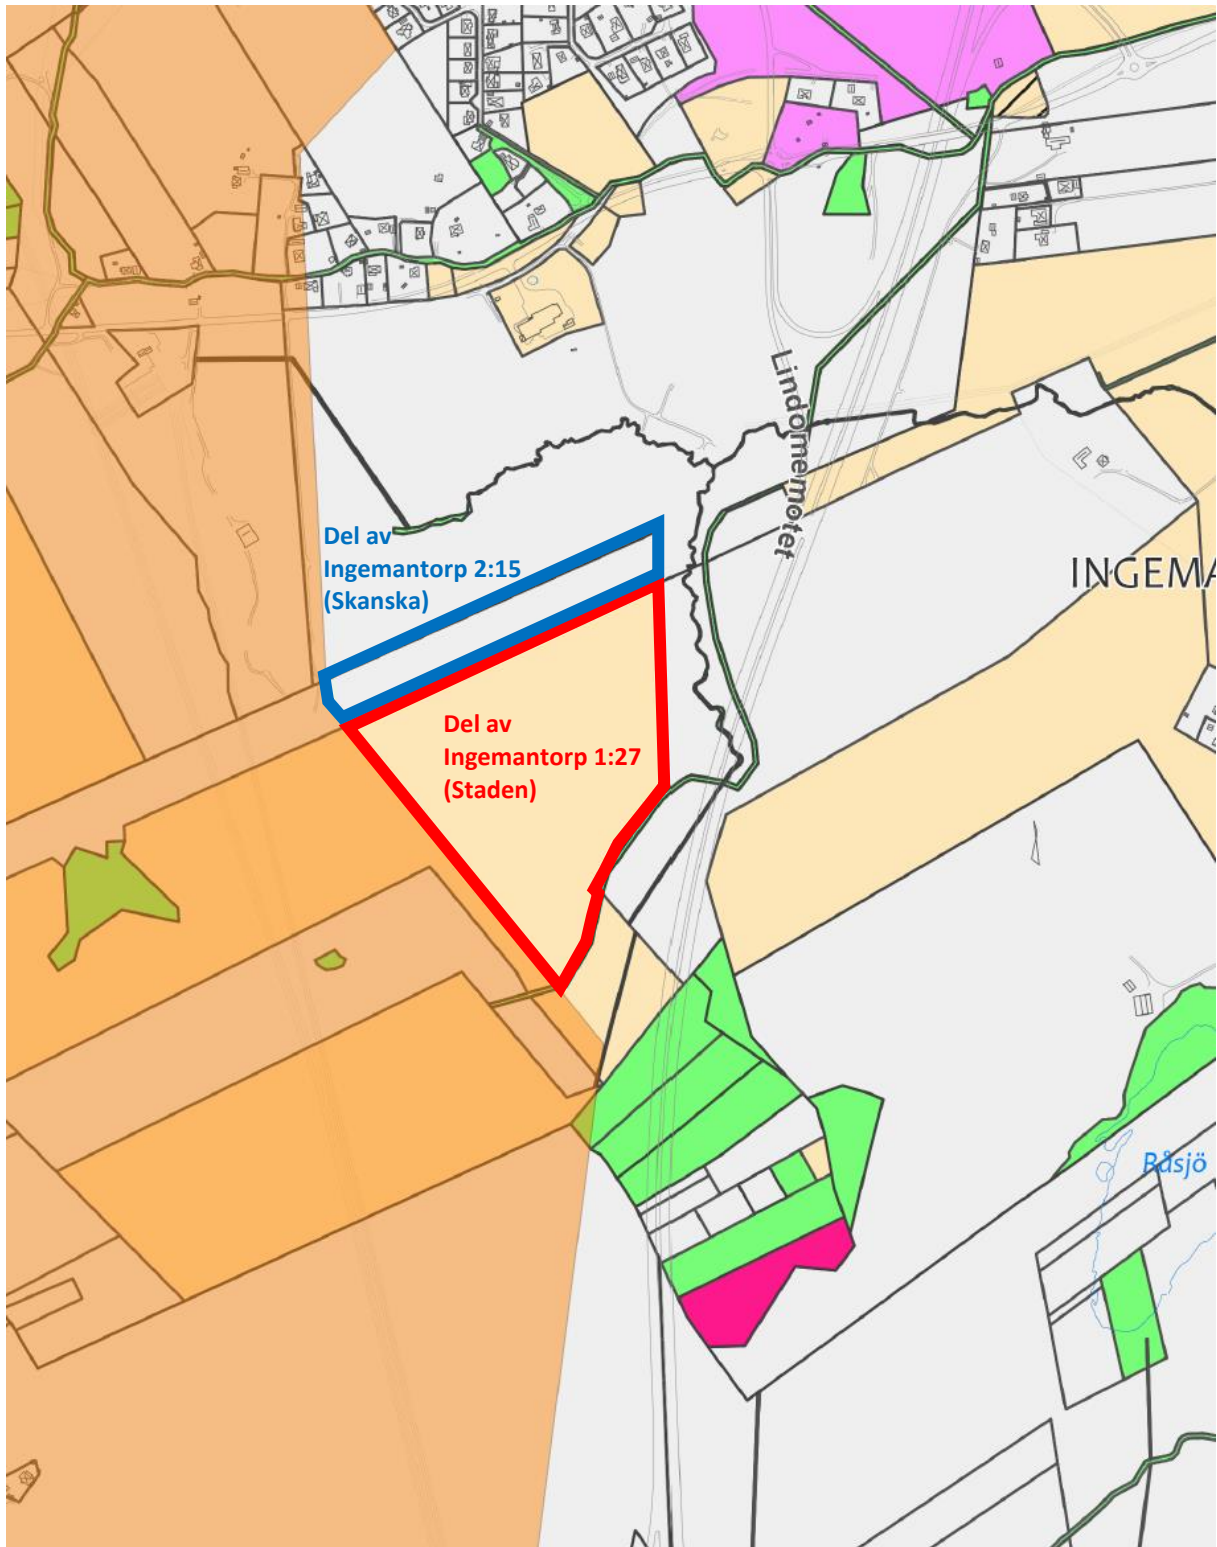 Lindomemotet
Del av
Ingemantorp 2:15
(Skanska)
INGEMA
Del av
Ingemantorp 1:27
(Staden)
Råsjö